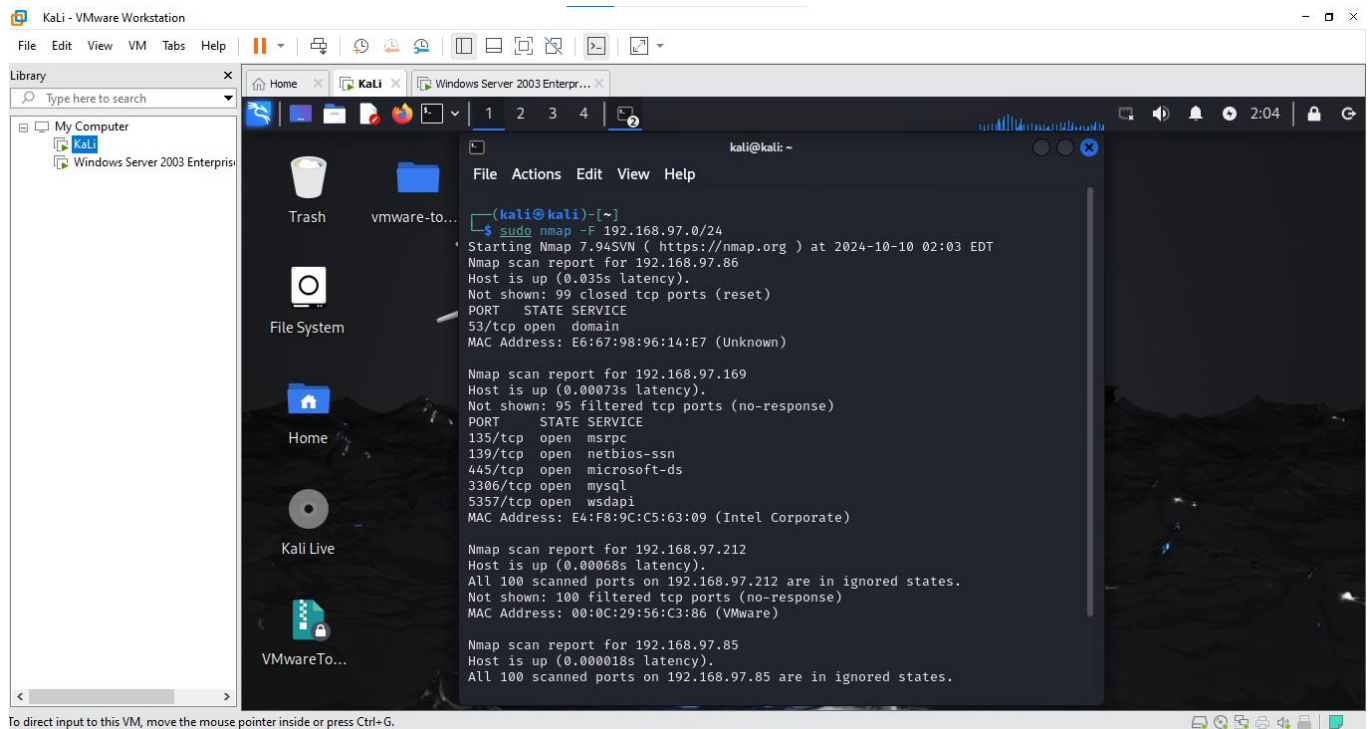 KaLi - VMware Workstation
File Edit View VM Tabs Help
Library
Type here to search
My Computer
KaLi
Windows Server 2003 Enterpris
Home KaLi Windows Server 2003 Enterpr...
1 2 3 4 2:04
Trash
vmware-to...
File System
Home
Kali Live
VMwareTo...
kali@kali: ~
File Actions Edit View Help
(kali㉿kali)-[~]
$ sudo nmap -F 192.168.97.0/24
Starting Nmap 7.94SVN ( https://nmap.org ) at 2024-10-10 02:03 EDT
Nmap scan report for 192.168.97.86
Host is up (0.035s latency).
Not shown: 99 closed tcp ports (reset)
PORT STATE SERVICE
53/tcp open domain
MAC Address: E6:67:98:96:14:E7 (Unknown)
Nmap scan report for 192.168.97.169
Host is up (0.00073s latency).
Not shown: 95 filtered tcp ports (no-response)
PORT STATE SERVICE
135/tcp open msrpc
139/tcp open netbios-ssn
445/tcp open microsoft-ds
3306/tcp open mysql
5357/tcp open wsdapi
MAC Address: E4:F8:9C:C5:63:09 (Intel Corporate)
Nmap scan report for 192.168.97.212
Host is up (0.00068s latency).
All 100 scanned ports on 192.168.97.212 are in ignored states.
Not shown: 100 filtered tcp ports (no-response)
MAC Address: 00:0C:29:56:C3:86 (VMware)
Nmap scan report for 192.168.97.85
Host is up (0.000018s latency).
All 100 scanned ports on 192.168.97.85 are in ignored states.
To direct input to this VM, move the mouse pointer inside or press Ctrl+G.